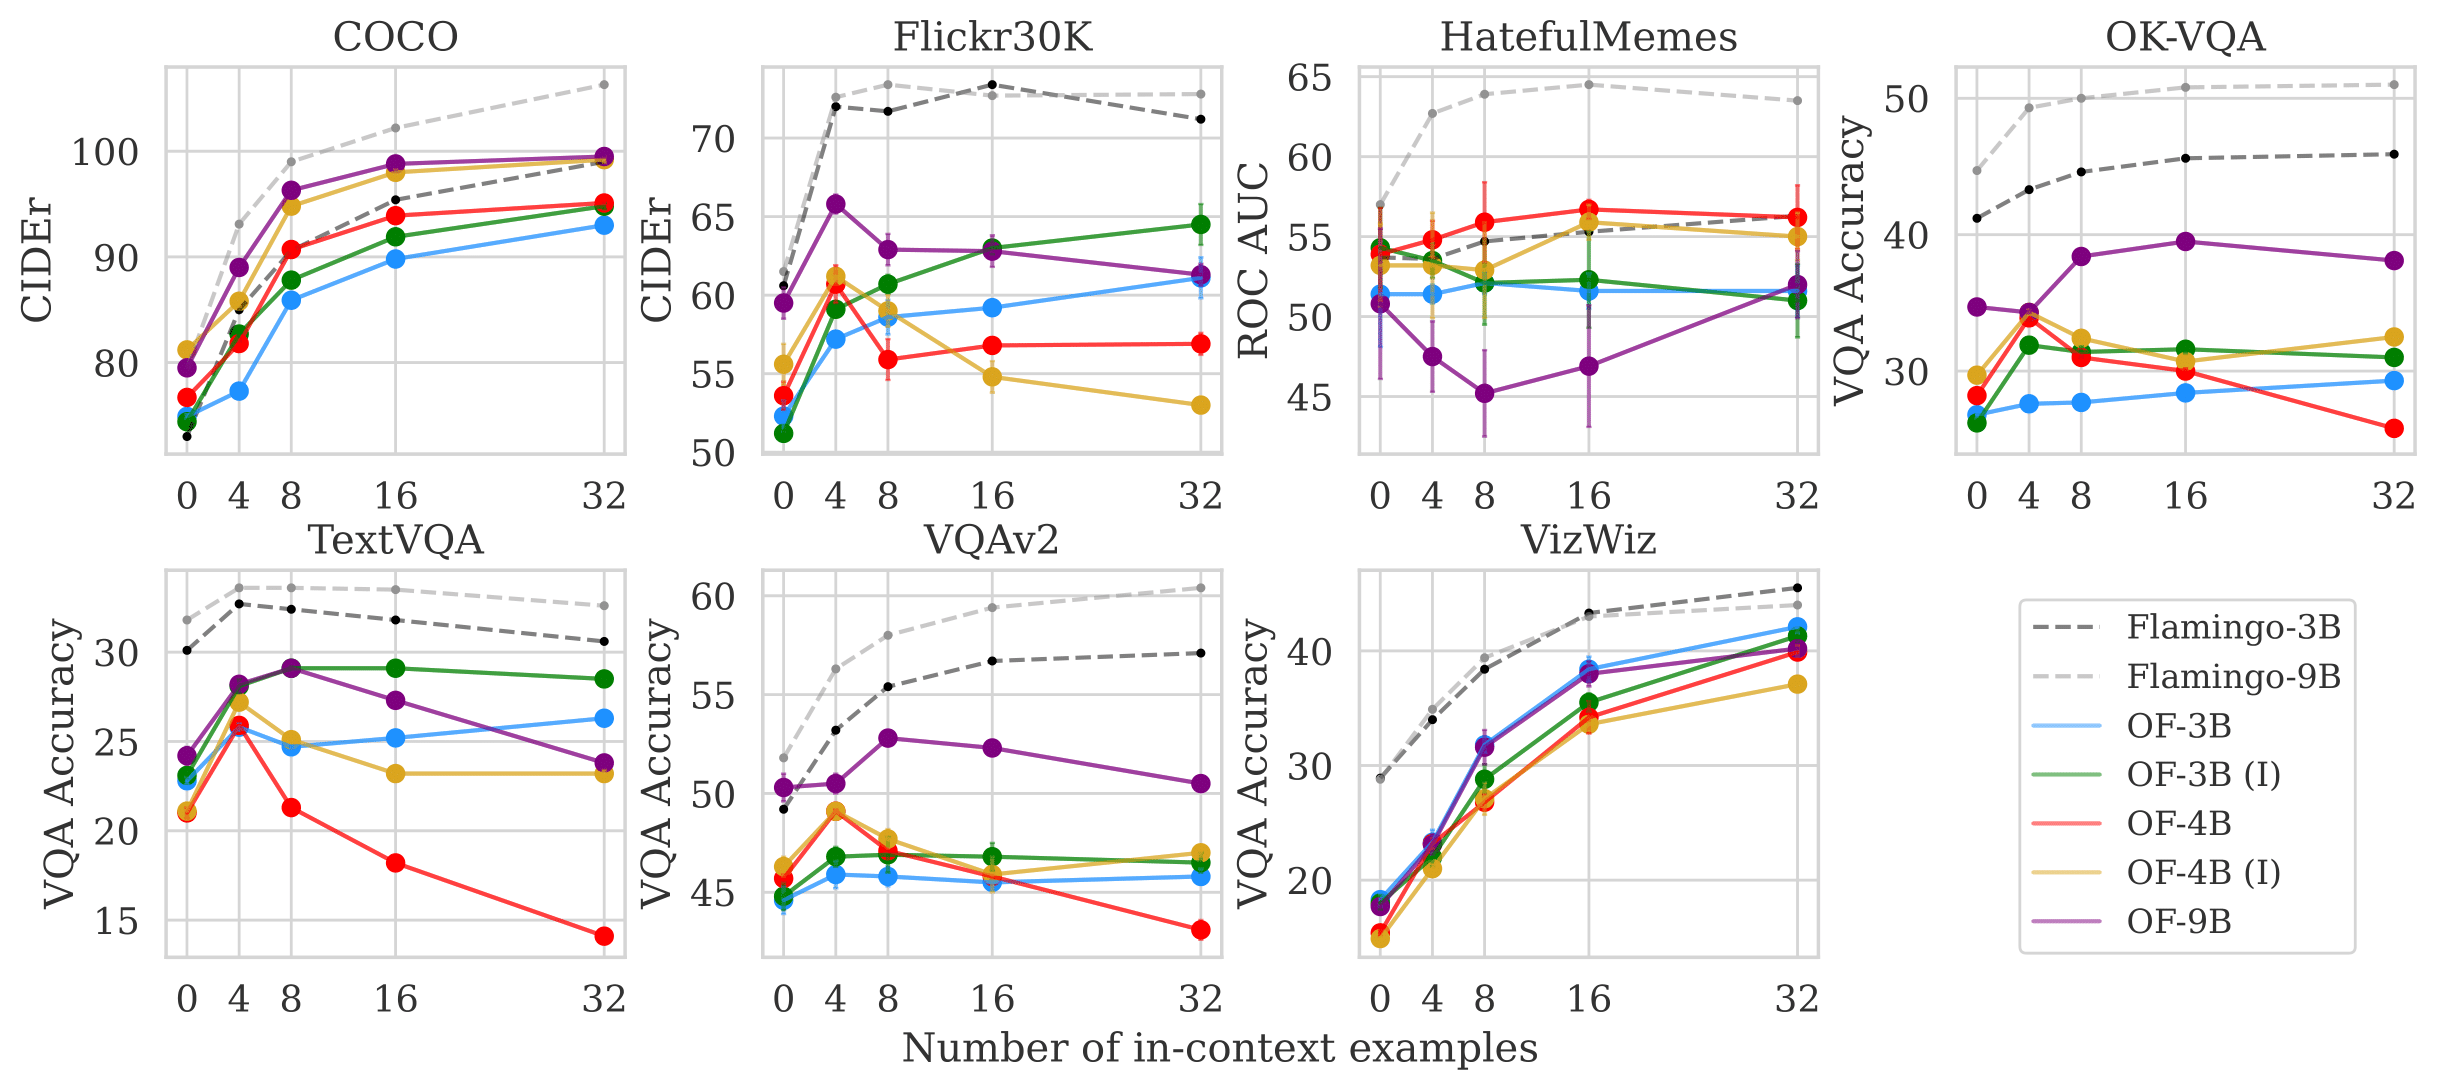 COCO
Flickr30K
HatefulMemes
OK-VQA
CIDEr
100
90
80
0 4 8 16 32
CIDEr
70
65
60
55
50
0 4 8 16 32
ROC AUC
65
60
55
50
45
0 4 8 16 32
VQA Accuracy
50
40
30
0 4 8 16 32
TextVQA
VQAv2
VizWiz
VQA Accuracy
30
25
20
15
0 4 8 16 32
VQA Accuracy
60
55
50
45
0 4 8 16 32
VQA Accuracy
40
30
20
0 4 8 16 32
Flamingo-3B
Flamingo-9B
OF-3B
OF-3B (I)
OF-4B
OF-4B (I)
OF-9B
Number of in-context examples